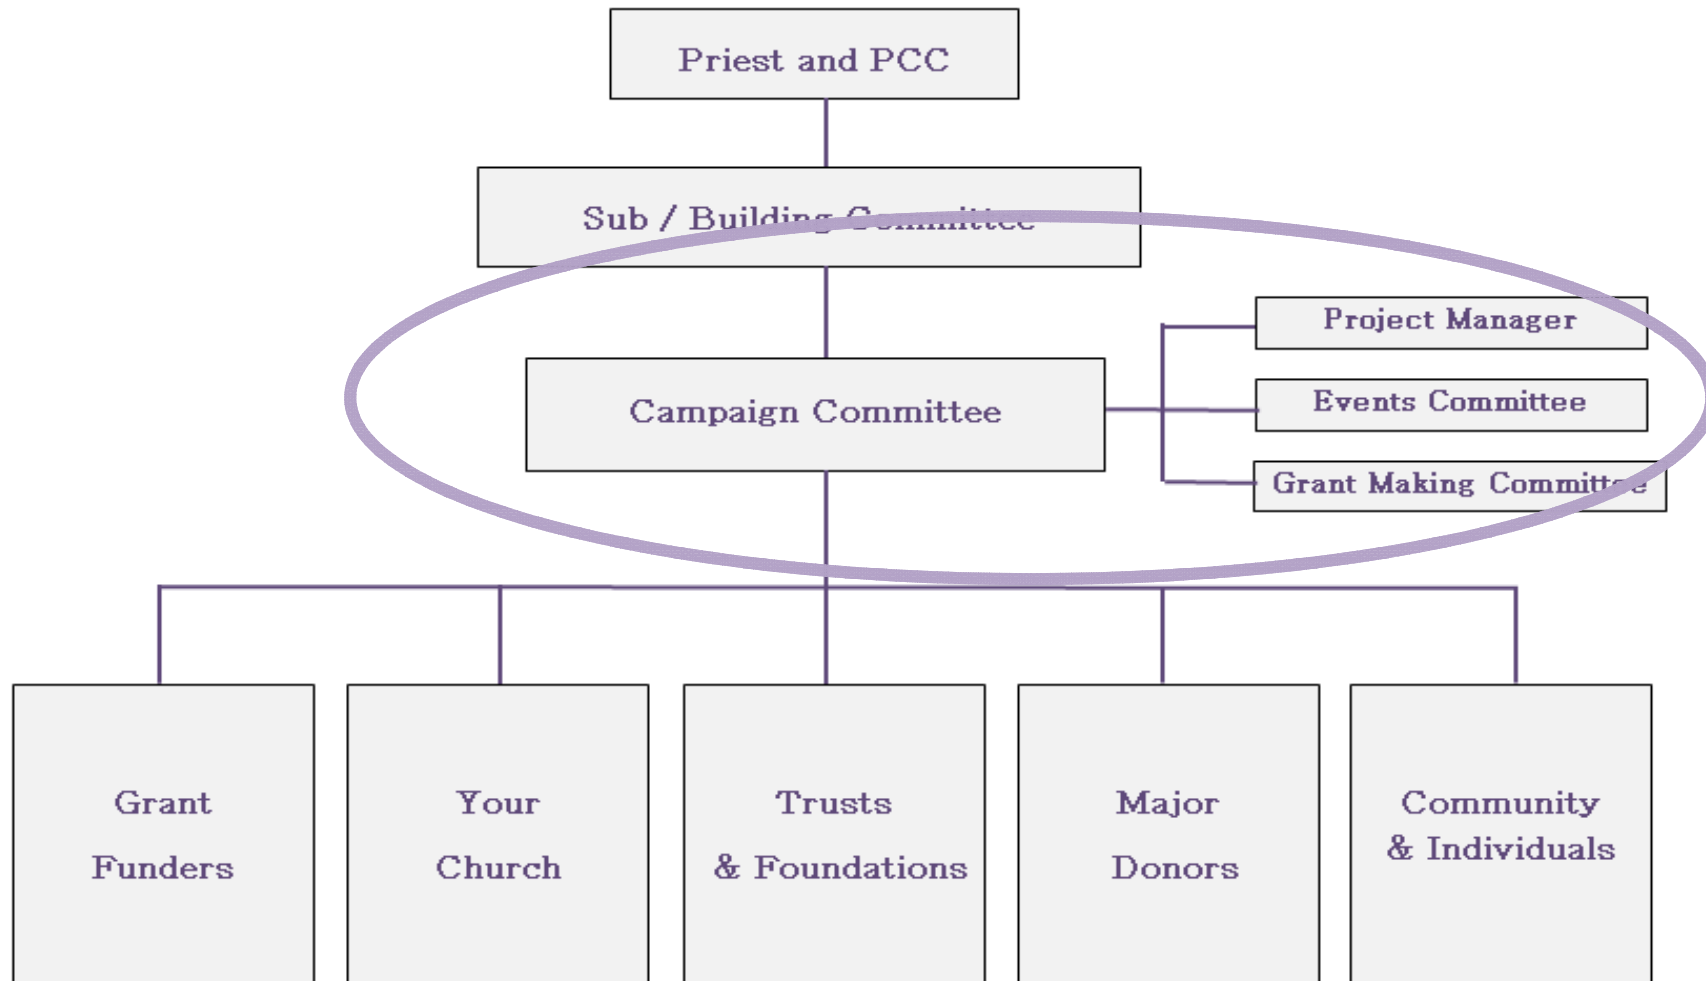 Priest and PCC
Sub / Building Committee
Project Manager
Campaign Committee
Events Committee
Grant Making Committee
Grant
Funders
Your
Church
Trusts
& Foundations
Major
Donors
Community
& Individuals